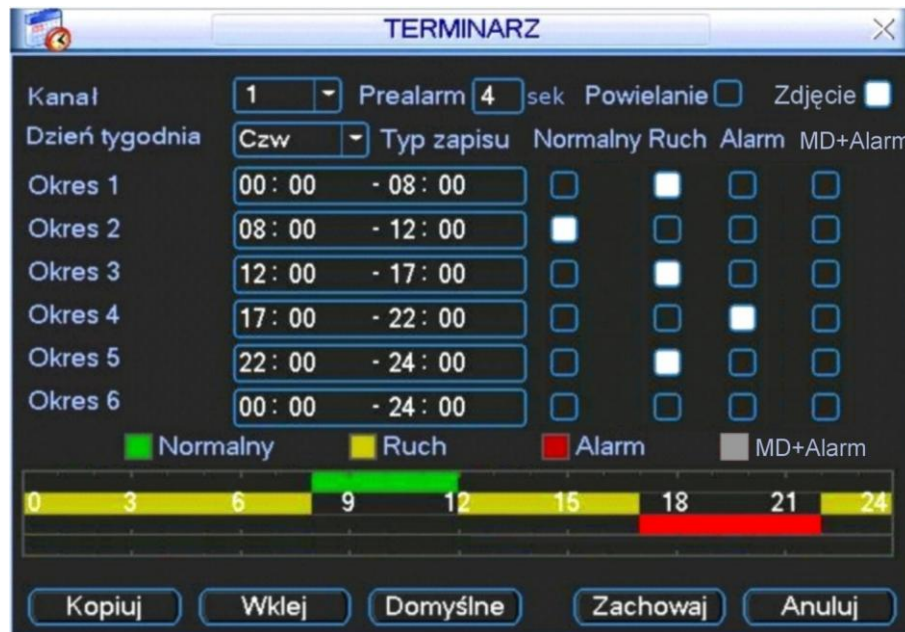 TERMINARZ
Kanał 1 Prealarm 4 sek Powielanie Zdjęcie
Dzień tygodnia Czw Typ zapisu Normalny Ruch Alarm MD+Alarm
Okres 1 00: 00 - 08: 00
Okres 2 08: 00 - 12: 00
Okres 3 12: 00 - 17: 00
Okres 4 17: 00 - 22: 00
Okres 5 22: 00 - 24: 00
Okres 6 00: 00 - 24: 00
Normalny Ruch Alarm MD+Alarm
0 3 6 9 12 15 18 21 24
Kopiuj Wklej Domyślne Zachowaj Anuluj